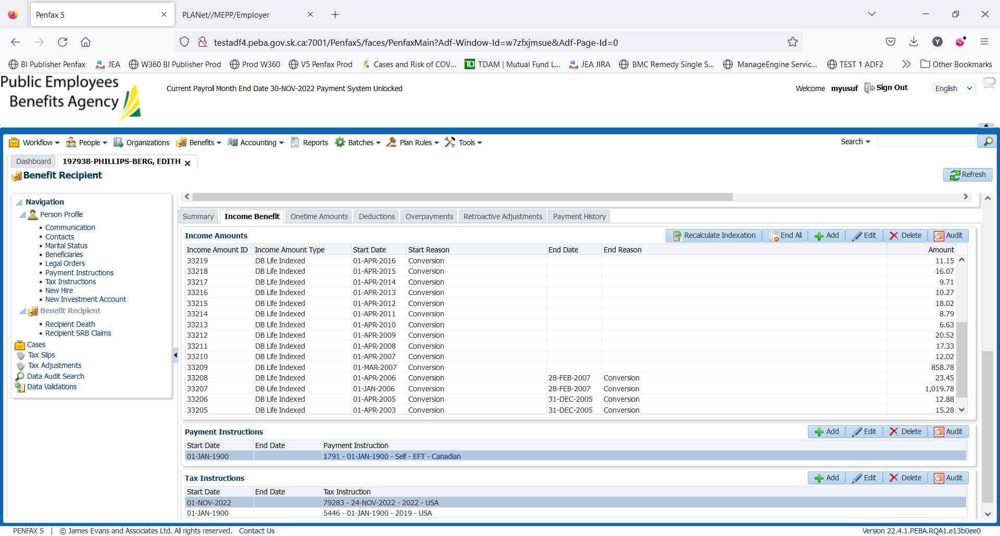 Penfax 5
PLANet//MEPP/Employer
testadf4.peba.gov.sk.ca:7001/Penfax5/faces/PenfaxMain?Adf-Window-Id=w7zfxjmsue&Adf-Page-Id=0
BI Publisher Penfax JEA W360 BI Publisher Prod Prod W360 V5 Penfax Prod Cases and Risk of COV... TDAM | Mutual Fund L... JEA JIRA BMC Remedy Single S... ManageEngine Servic... TEST 1 ADF2 Other Bookmarks
Public Employees
Benefits Agency
Current Payroll Month End Date 30-NOV-2022 Payment System Unlocked
Welcome myusuf Sign Out English
Workflow People Organizations Benefits Accounting Reports Batches Plan Rules Tools Search
Dashboard 197938-PHILLIPS-BERG, EDITH
Benefit Recipient
Refresh
Navigation
Person Profile
Communication
Contacts
Marital Status
Beneficiaries
Legal Orders
Payment Instructions
Tax Instructions
New Hire
New Investment Account
Benefit Recipient
Recipient Death
Recipient SRB Claims
Cases
Tax Slips
Tax Adjustments
Data Audit Search
Data Validations
Summary Income Benefit Onetime Amounts Deductions Overpayments Retroactive Adjustments Payment History
Income Amounts Recalculate Indexation End All Add Edit Delete Audit
Income Amount ID Income Amount Type Start Date Start Reason End Date End Reason Amount
33219 DB Life Indexed 01-APR-2016 Conversion 11.15
33218 DB Life Indexed 01-APR-2015 Conversion 16.07
33217 DB Life Indexed 01-APR-2014 Conversion 9.71
33216 DB Life Indexed 01-APR-2013 Conversion 10.27
33215 DB Life Indexed 01-APR-2012 Conversion 18.02
33214 DB Life Indexed 01-APR-2011 Conversion 8.79
33213 DB Life Indexed 01-APR-2010 Conversion 6.63
33212 DB Life Indexed 01-APR-2009 Conversion 20.52
33211 DB Life Indexed 01-APR-2008 Conversion 17.33
33210 DB Life Indexed 01-APR-2007 Conversion 12.02
33209 DB Life Indexed 01-MAR-2007 Conversion 858.78
33208 DB Life Indexed 01-APR-2006 Conversion 28-FEB-2007 Conversion 23.45
33207 DB Life Indexed 01-JAN-2006 Conversion 28-FEB-2007 Conversion 1,019.78
33206 DB Life Indexed 01-APR-2005 Conversion 31-DEC-2005 Conversion 12.88
33205 DB Life Indexed 01-APR-2003 Conversion 31-DEC-2005 Conversion 15.28
Payment Instructions Add Edit Delete Audit
Start Date End Date Payment Instruction
01-JAN-1900 1791 - 01-JAN-1900 - Self - EFT - Canadian
Tax Instructions Add Edit Delete Audit
Start Date End Date Tax Instruction
01-NOV-2022 79283 - 24-NOV-2022 - 2022 - USA
01-JAN-1900 5446 - 01-JAN-1900 - 2019 - USA
PENFAX 5 | © James Evans and Associates Ltd. All rights reserved. Contact Us Version 22.4.1.PEBA.RQA1.e13b0ee0